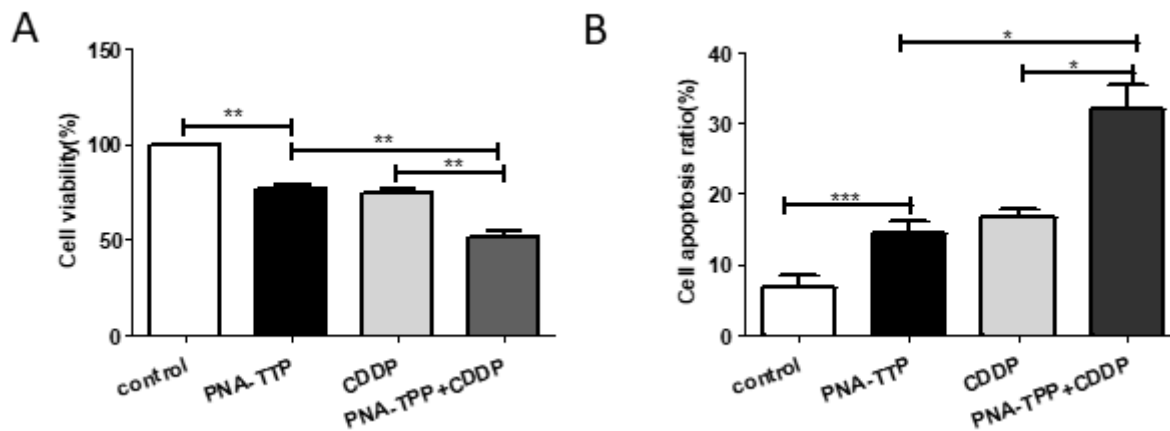 A
Cell viability(%)
150
100
50
0
**
**
**
control
PNA-TTP
CDDP
PNA-TPP+CDDP
B
Cell apoptosis ratio(%)
40
30
20
10
0
*
*
***
control
PNA-TTP
CDDP
PNA-TPP+CDDP